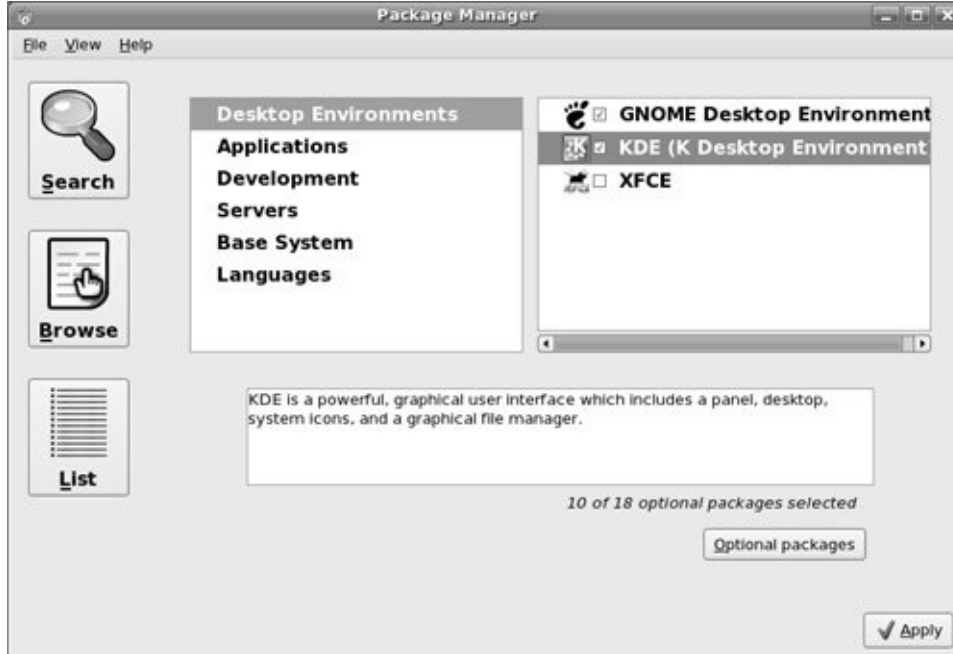 Package Manager
File View Help
Search
Browse
List
Desktop Environments
Applications
Development
Servers
Base System
Languages
GNOME Desktop Environment
KDE (K Desktop Environment
XFCE
KDE is a powerful, graphical user interface which includes a panel, desktop,
system icons, and a graphical file manager.
10 of 18 optional packages selected
Optional packages
Apply